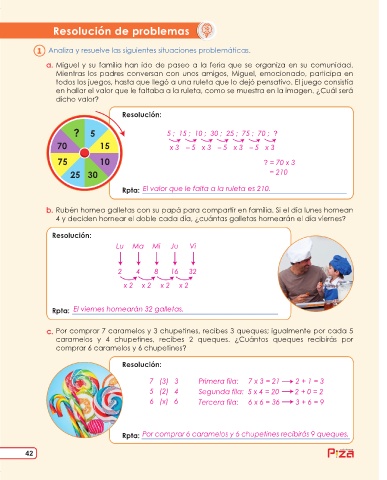 Resolución de problemas
1 Analiza y resuelve las siguientes situaciones problemáticas.
a. Miguel y su familia han ido de paseo a la feria que se organiza en su comunidad.
Mientras los padres conversan con unos amigos, Miguel, emocionado, participa en
todos los juegos, hasta que llegó a una ruleta que lo dejó pensativo. El juego consistía
en hallar el valor que le faltaba a la ruleta, como se muestra en la imagen. ¿Cuál será
dicho valor?
? 5
70 15
75 10
25 30
Resolución:
5 ; 15 ; 10 ; 30 ; 25 ; 75 ; 70 ; ?
x 3 – 5 x 3 – 5 x 3 – 5 x 3
? = 70 x 3
= 210
Rpta: El valor que le falta a la ruleta es 210.
b. Rubén hornea galletas con su papá para compartir en familia. Si el día lunes hornean
4 y deciden hornear el doble cada día, ¿cuántas galletas hornearán el día viernes?
Resolución:
Lu Ma Mi Ju Vi
2 4 8 16 32
x 2 x 2 x 2 x 2
Rpta: El viernes hornearán 32 galletas.
c. Por comprar 7 caramelos y 3 chupetines, recibes 3 queques; igualmente por cada 5
caramelos y 4 chupetines, recibes 2 queques. ¿Cuántos queques recibirás por
comprar 6 caramelos y 6 chupetines?
Resolución:
7 (3) 3 Primera fila: 7 x 3 = 21 → 2 + 1 = 3
5 (2) 4 Segunda fila: 5 x 4 = 20 → 2 + 0 = 2
6 (x) 6 Tercera fila: 6 x 6 = 36 → 3 + 6 = 9
Rpta: Por comprar 6 caramelos y 6 chupetines recibirás 9 queques.
42